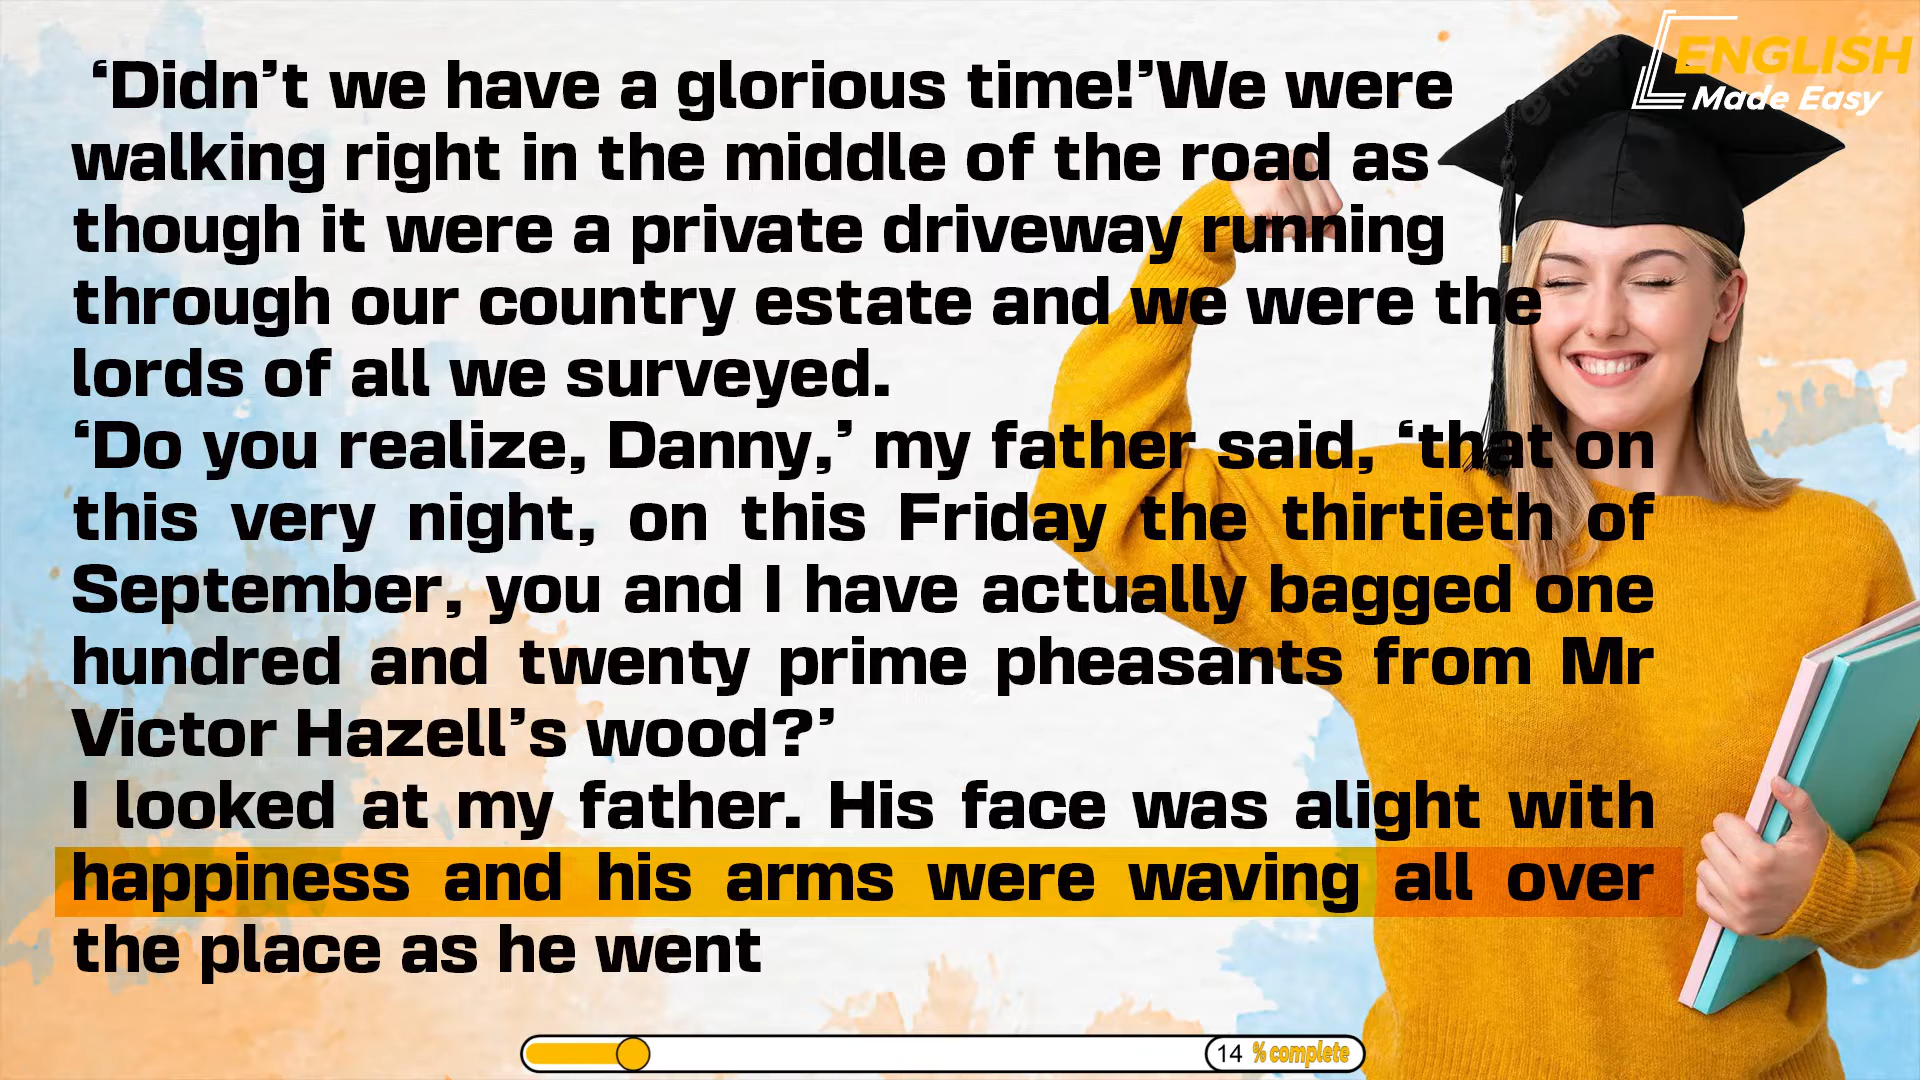 ‘Didn’t we have a glorious time!’We were
walking right in the middle of the road as
though it were a private driveway running
through our country estate and we were the
lords of all we surveyed.
‘Do you realize, Danny,’ my father said, ‘that on
this very night, on this Friday the thirtieth of
September, you and I have actually bagged one
hundred and twenty prime pheasants from Mr
Victor Hazell’s wood?’
I looked at my father. His face was alight with
happiness and his arms were waving all over
the place as he went
ENGLISH
Made Easy
14 % complete